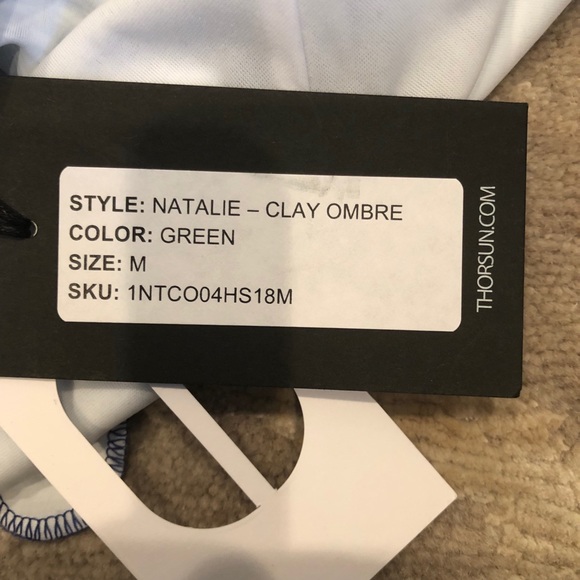 STYLE: NATALIE – CLAY OMBRE
COLOR: GREEN
SIZE: M
SKU: 1NTCO04HS18M
THORSUN.COM